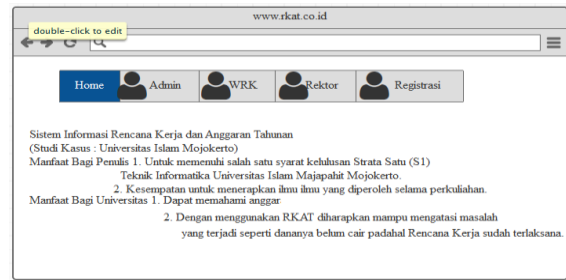 www.rkat.co.id
double-click to edit
Home Admin WRK Rektor Registrasi
Sistem Informasi Rencana Kerja dan Anggaran Tahunan
(Studi Kasus : Universitas Islam Mojokerto)
Manfaat Bagi Penulis 1. Untuk memenuhi salah satu syarat kelulusan Strata Satu (S1)
Teknik Informatika Universitas Islam Majapahit Mojokerto.
2. Kesempatan untuk menerapkan ilmu ilmu yang diperoleh selama perkuliahan.
Manfaat Bagi Universitas 1. Dapat memahami anggar
2. Dengan menggunakan RKAT diharapkan mampu mengatasi masalah
yang terjadi seperti dananya belum cair padahal Rencana Kerja sudah terlaksana.